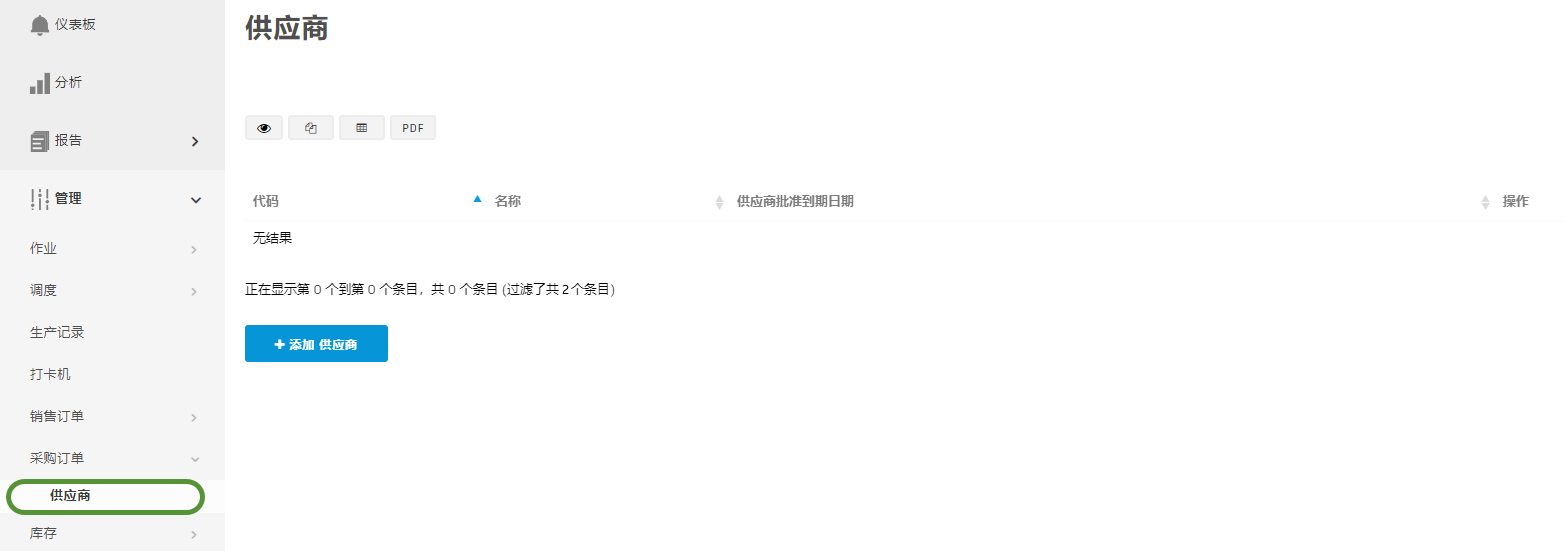 仪表板
分析
报告
管理
作业
调度
生产记录
打卡机
销售订单
采购订单
供应商
库存
供应商
PDF
代码 名称 供应商批准到期日期 操作
无结果
正在显示第 0 个到第 0 个条目，共 0 个条目 (过滤了共 2个条目)
添加 供应商